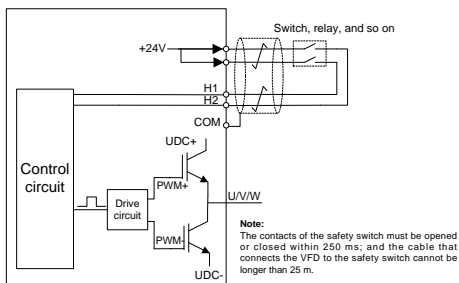 Switch, relay, and so on
+24V
H1
H2
COM
UDC+
Control
circuit
PWM+
Drive
circuit
U/V/W
PWM-
UDC-
Note:
The contacts of the safety switch must be opened
or closed within 250 ms; and the cable that
connects the VFD to the safety switch cannot be
longer than 25 m.